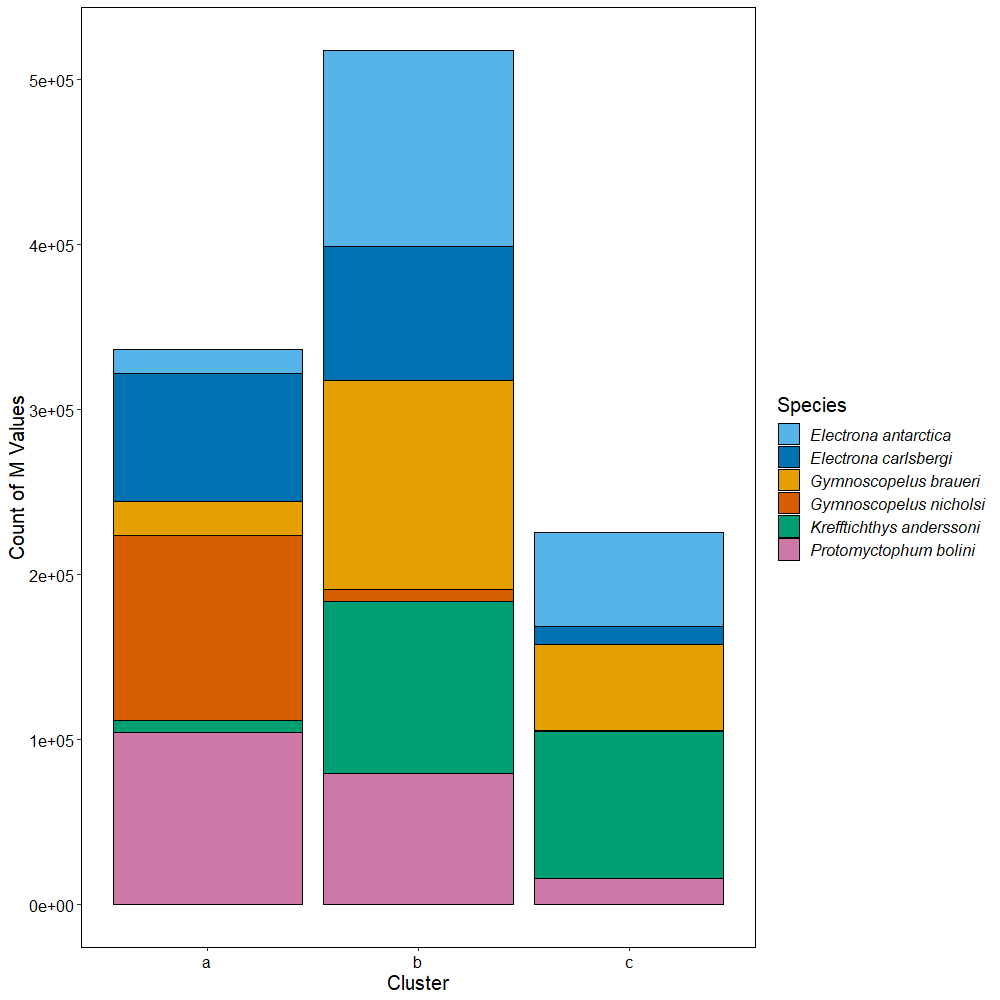 5e+05
4e+05
3e+05
2e+05
1e+05
0e+00
Count of M Values
a b c
Cluster
Species
Electrona antarctica
Electrona carlsbergi
Gymnoscopelus braueri
Gymnoscopelus nicholsi
Krefftichthys anderssoni
Protomyctophum bolini